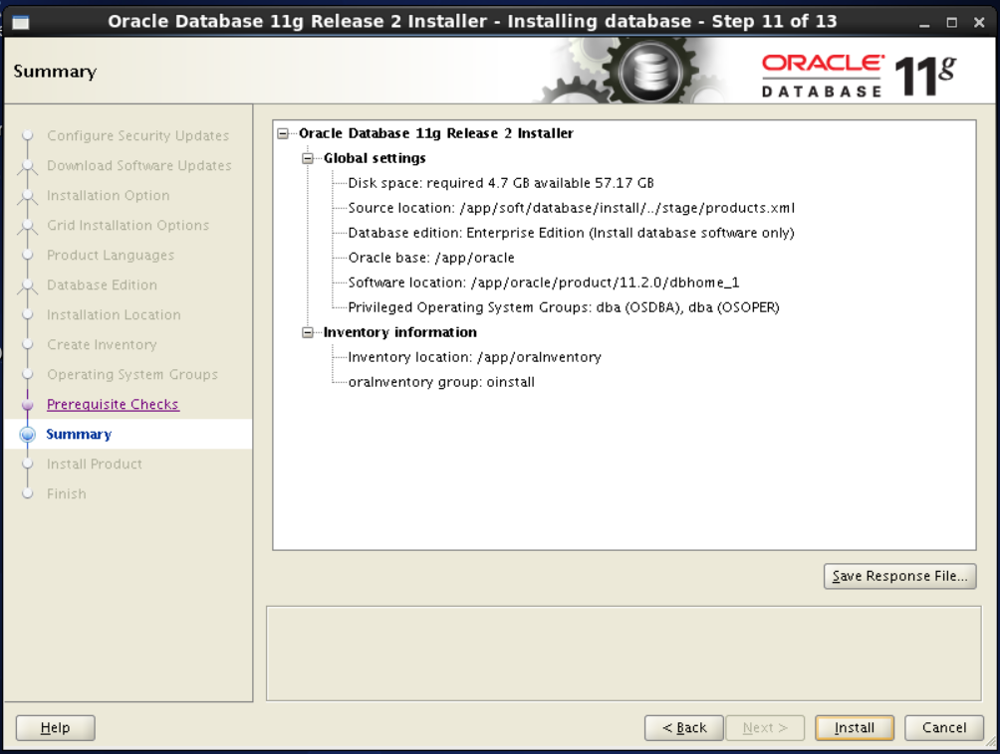 Oracle Database 11g Release 2 Installer - Installing database - Step 11 of 13
Summary
ORACLE 11g
DATABASE
Configure Security Updates
Download Software Updates
Installation Option
Grid Installation Options
Product Languages
Database Edition
Installation Location
Create Inventory
Operating System Groups
Prerequisite Checks
Summary
Install Product
Finish
Oracle Database 11g Release 2 Installer
Global settings
Disk space: required 4.7 GB available 57.17 GB
Source location: /app/soft/database/install/../stage/products.xml
Database edition: Enterprise Edition (Install database software only)
Oracle base: /app/oracle
Software location: /app/oracle/product/11.2.0/dbhome_1
Privileged Operating System Groups: dba (OSDBA), dba (OSOPER)
Inventory information
Inventory location: /app/oraInventory
oraInventory group: oinstall
Save Response File...
Help
< Back
Next >
Install
Cancel